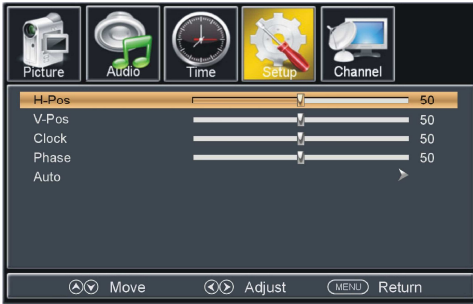 Picture Audio Time Setup Channel
H-Pos 50
V-Pos 50
Clock 50
Phase 50
Auto
Move Adjust MENU Return